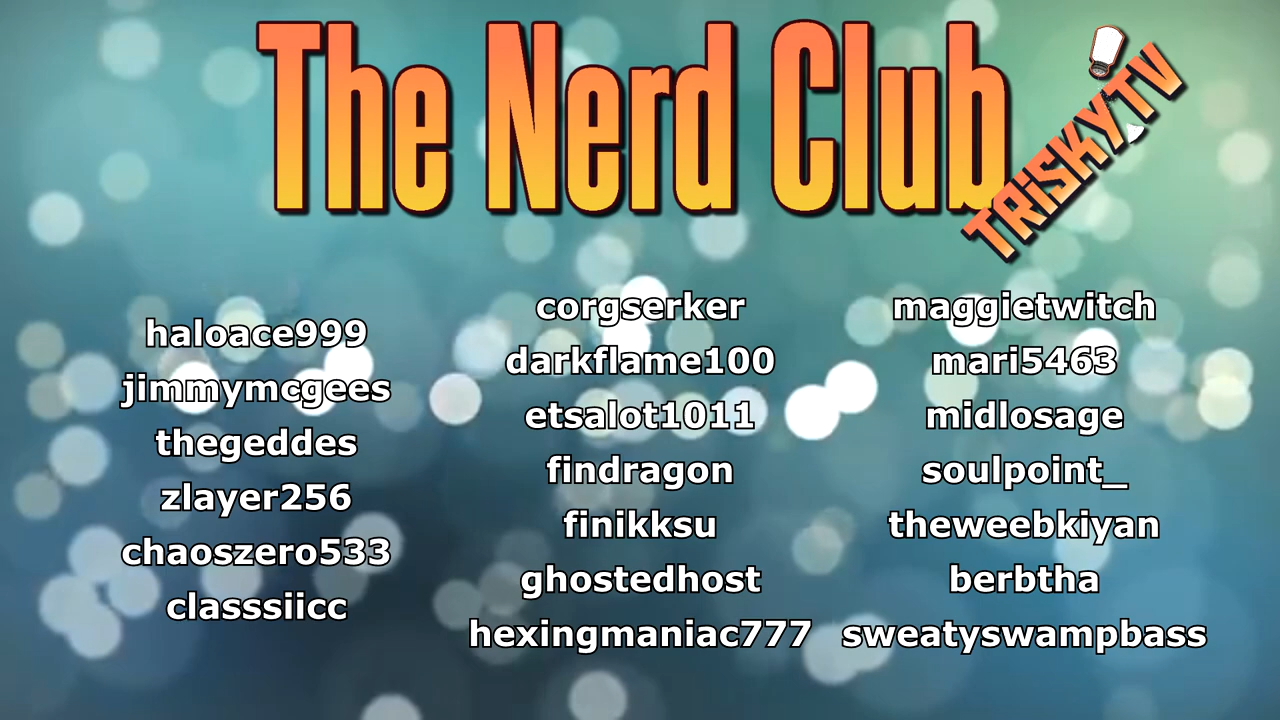 The Nerd Club
TRiSKYTV
haloace999
jimmymcgees
thegeddes
zlayer256
chaoszero533
classsiicc
corgserker
darkflame100
etsalot1011
findragon
finikksu
ghostedhost
hexingmaniac777
maggietwitch
mari5463
midlosage
soulpoint_
theweebkiyan
berbtha
sweatyswampbass